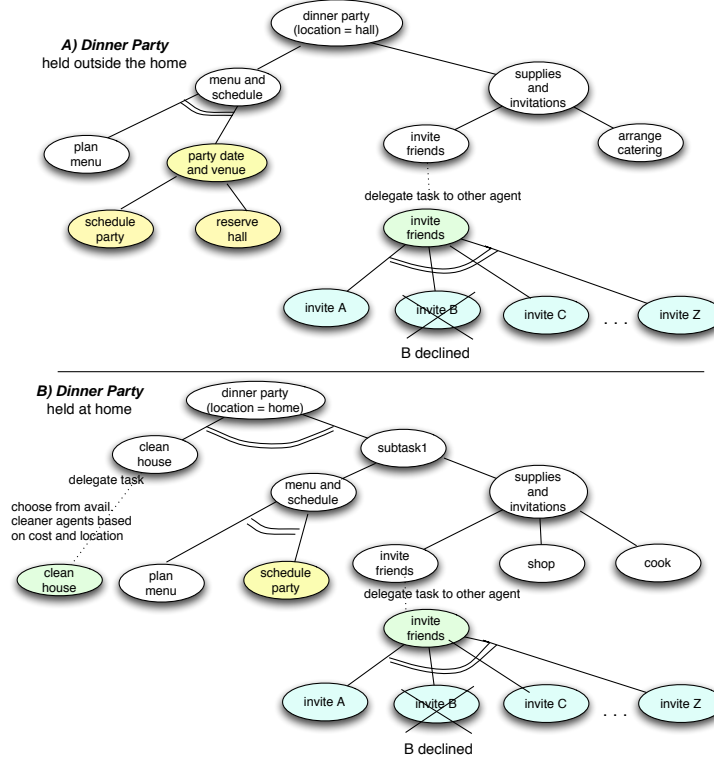 dinner party
(location = hall)
A) Dinner Party
held outside the home
menu and
schedule
supplies
and
invitations
plan
menu
party date
and venue
invite
friends
arrange
catering
delegate task to other agent
schedule
party
reserve
hall
invite
friends
invite A
invite B
invite C
. . .
invite Z
B declined
B) Dinner Party
held at home
dinner party
(location = home)
clean
house
subtask1
delegate task
menu and
schedule
supplies
and
invitations
choose from avail.
cleaner agents based
on cost and location
clean
house
plan
menu
schedule
party
invite
friends
shop
cook
delegate task to other agent
invite
friends
invite A
invite B
invite C
. . .
invite Z
B declined